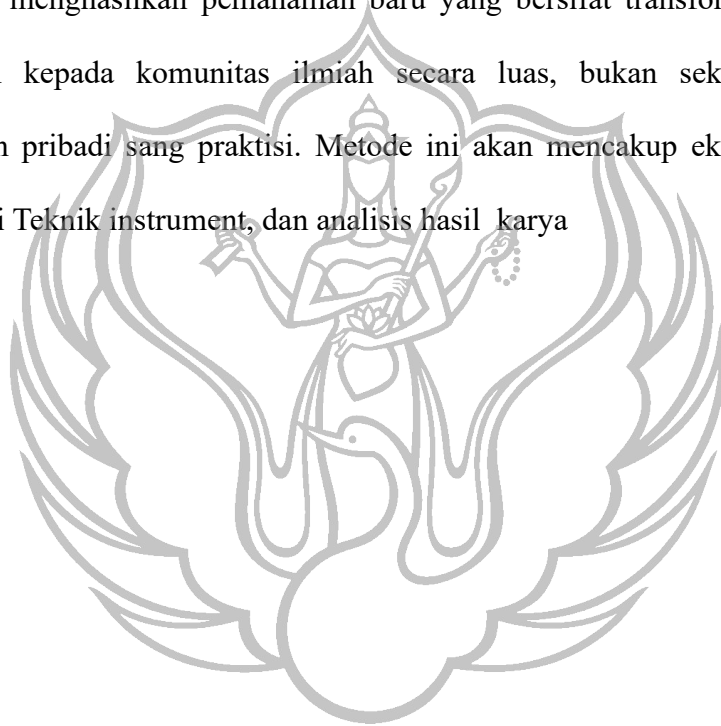 menghasilkan pemahaman baru yang bersifat
kepada komunitas ilmiah secara luas, bukan
pribadi sang praktisi. Metode ini akan mencakup
Teknik instrument, dan analisis hasil karya